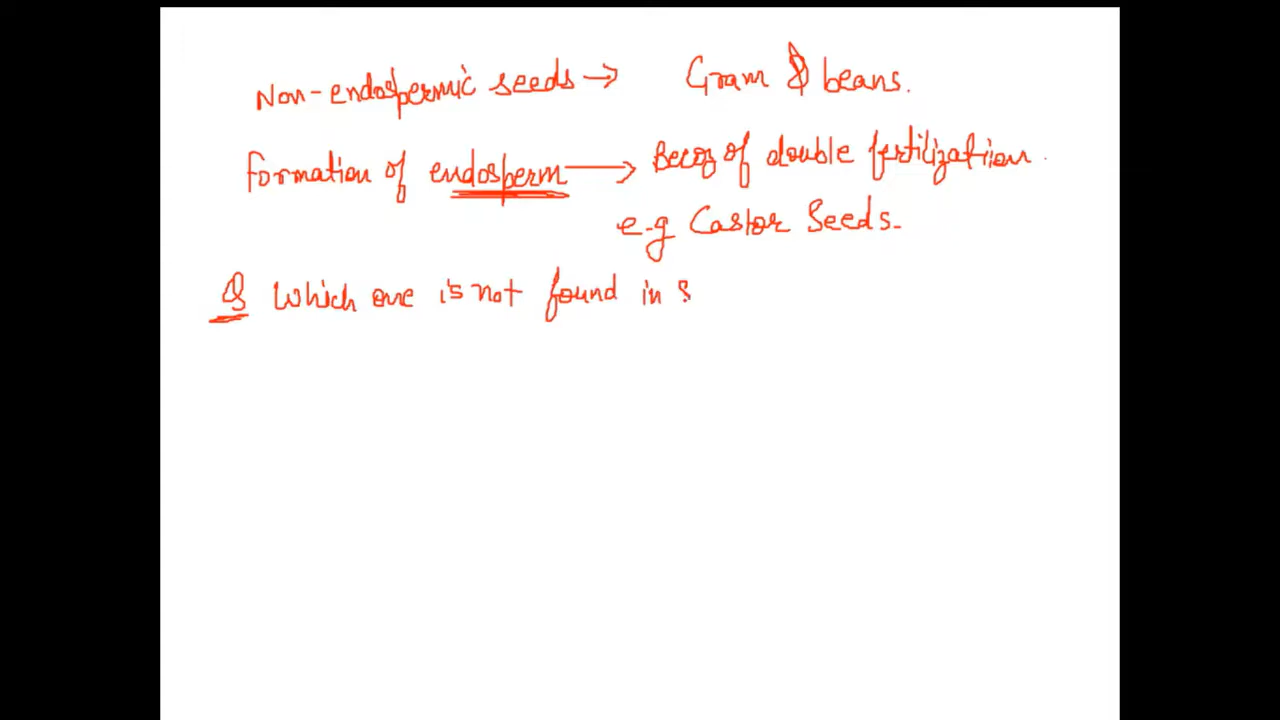 Non-endospermic seeds → Gram & beans.
Formation of endosperm → Becoz of double fertilization.
e.g Castor Seeds.
Q Which one is not found in s